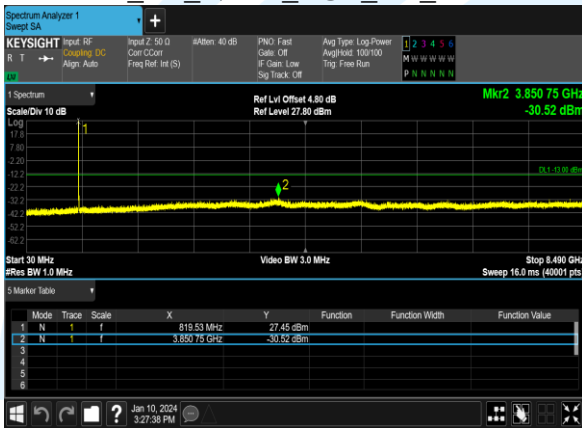 Spectrum Analyzer 1
Swept SA
+
KEYSIGHT Input: RF Input Z: 50 Ω #Atten: 40 dB PNO: Fast Avg Type: Log-Power 1 2 3 4 5 6
R T Coupling: DC Corr CCorr Gate: Off Avg|Hold: 100/100 M W W W W W
Align: Auto Freq Ref: Int (S) IF Gain: Low Trig: Free Run
Sig Track: Off P N N N N N
LXI
1 Spectrum Ref Lvl Offset 4.80 dB Mkr2 3.850 75 GHz
Scale/Div 10 dB Ref Level 27.80 dBm -30.52 dBm
Log
17.8 1
7.80
-2.20
-12.2 DL1 -13.00 dBm
-22.2 2
-32.2
-42.2
-52.2
-62.2
Start 30 MHz Video BW 3.0 MHz Stop 8.490 GHz
#Res BW 1.0 MHz Sweep 16.0 ms (40001 pts)
5 Marker Table
Mode Trace Scale X Y Function Function Width Function Value
1 N 1 f 819.53 MHz 27.45 dBm
2 N 1 f 3.850 75 GHz -30.52 dBm
3
4
5
6
? Jan 10, 2024
3:27:38 PM